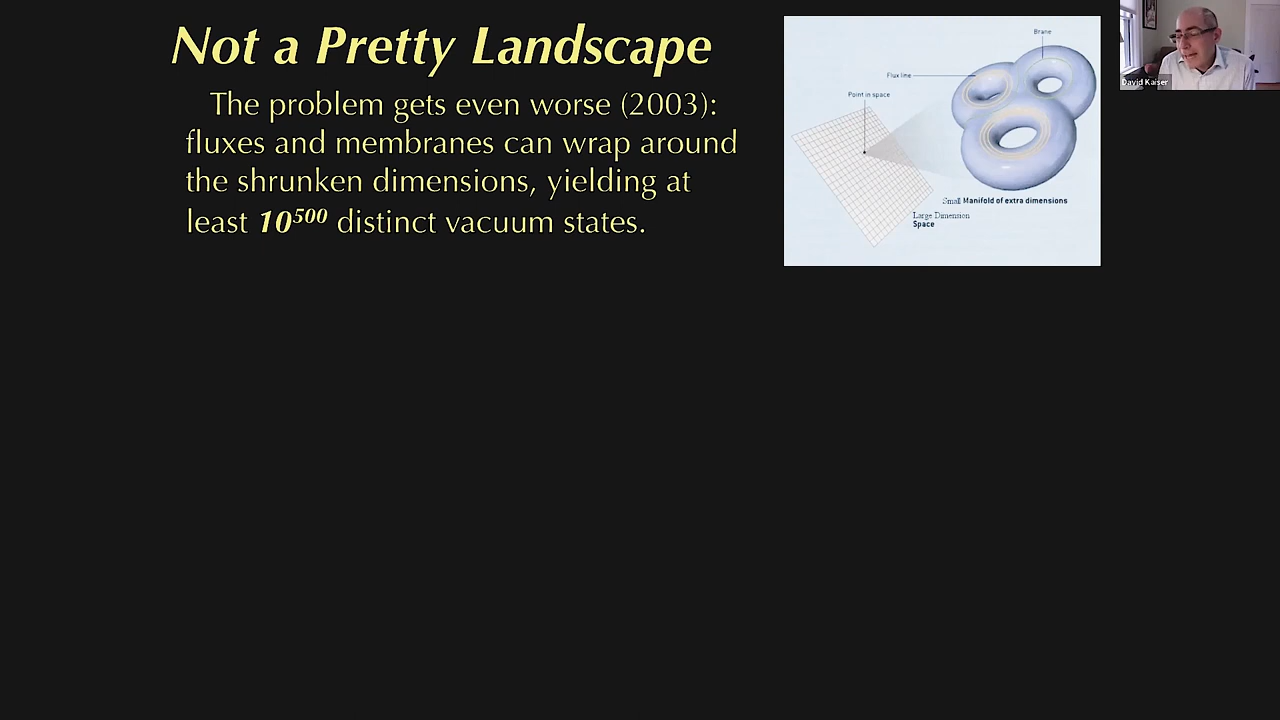 Not a Pretty Landscape
The problem gets even worse (2003):
fluxes and membranes can wrap around
the shrunken dimensions, yielding at
least 10⁵⁰⁰ distinct vacuum states.
Brane
Flux line
Point in space
Small Manifold of extra dimensions
Large Dimension
Space
David Kaiser